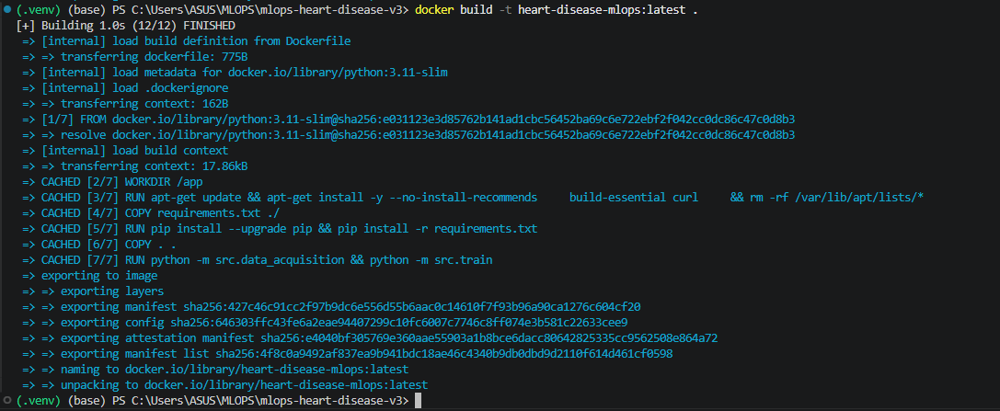 (.venv) (base) PS C:\Users\ASUS\MLOPS\mlops-heart-disease-v3> docker build -t heart-disease-mlops:latest .
[+] Building 1.0s (12/12) FINISHED
=> [internal] load build definition from Dockerfile
=> => transferring dockerfile: 775B
=> [internal] load metadata for docker.io/library/python:3.11-slim
=> [internal] load .dockerignore
=> => transferring context: 162B
=> [1/7] FROM docker.io/library/python:3.11-slim@sha256:e031123e3d85762b141ad1cbc56452ba69c6e722ebf2f042cc0dc86c47c0d8b3
=> => resolve docker.io/library/python:3.11-slim@sha256:e031123e3d85762b141ad1cbc56452ba69c6e722ebf2f042cc0dc86c47c0d8b3
=> [internal] load build context
=> => transferring context: 17.86kB
=> CACHED [2/7] WORKDIR /app
=> CACHED [3/7] RUN apt-get update && apt-get install -y --no-install-recommends     build-essential curl     && rm -rf /var/lib/apt/lists/*
=> CACHED [4/7] COPY requirements.txt ./
=> CACHED [5/7] RUN pip install --upgrade pip && pip install -r requirements.txt
=> CACHED [6/7] COPY . .
=> CACHED [7/7] RUN python -m src.data_acquisition && python -m src.train
=> exporting to image
=> => exporting layers
=> => exporting manifest sha256:427c46c91cc2f97b9dc6e556d55b6aac0c14610f7f93b96a90ca1276c604cf20
=> => exporting config sha256:646303ffc43fe6a2eae94407299c10fc6007c7746c8ff074e3b581c22633cee9
=> => exporting attestation manifest sha256:e4040bf305769e360aae55903a1b8bce6dacc80642825335cc9562508e864a72
=> => exporting manifest list sha256:4f8c0a9492af837ea9b941bdc18ae46c4340b9db0dbd9d2110f614d461cf0598
=> => naming to docker.io/library/heart-disease-mlops:latest
=> => unpacking to docker.io/library/heart-disease-mlops:latest
(.venv) (base) PS C:\Users\ASUS\MLOPS\mlops-heart-disease-v3>